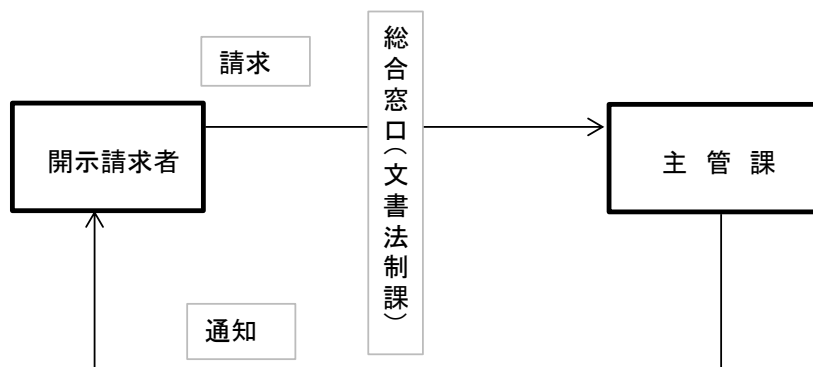 請求
総合窓口（文書法制課）
開示請求者
主 管 課
通知